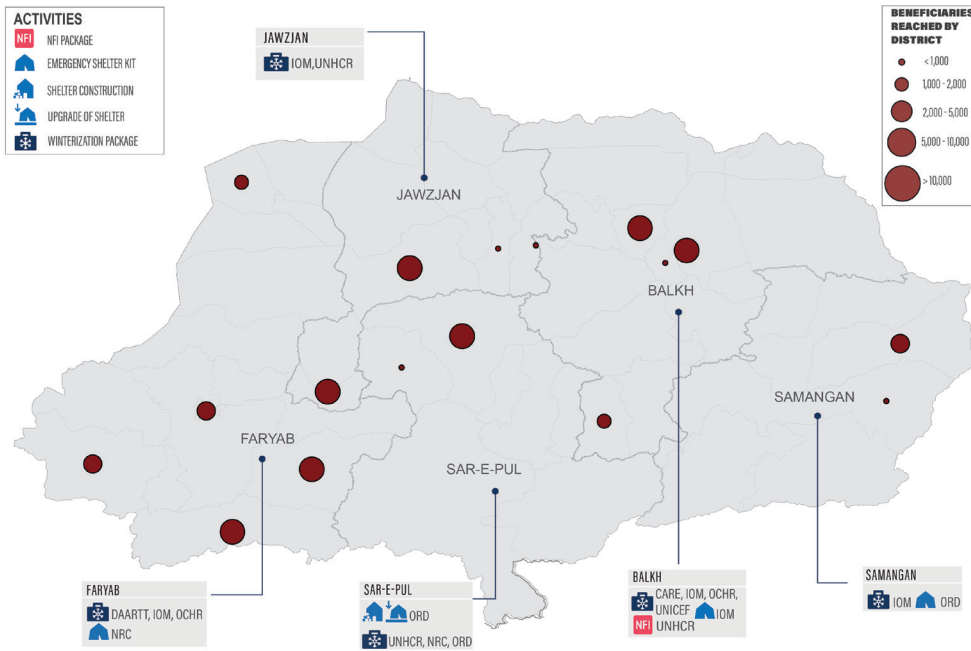 ACTIVITIES
NFI NFI PACKAGE
EMERGENCY SHELTER KIT
SHELTER CONSTRUCTION
UPGRADE OF SHELTER
WINTERIZATION PACKAGE
JAWZJAN
IOM,UNHCR
BENEFICIARIES
REACHED BY
DISTRICT
<1,000
1,000 - 2,000
2,000 - 5,000
5,000 - 10,000
>10,000
JAWZJAN
BALKH
SAMANGAN
FARYAB
SAR-E-PUL
FARYAB
DAARTT, IOM, OCHR
NRC
SAR-E-PUL
ORD
UNHCR, NRC, ORD
BALKH
CARE, IOM, OCHR,
UNICEF IOM
NFI UNHCR
SAMANGAN
IOM ORD